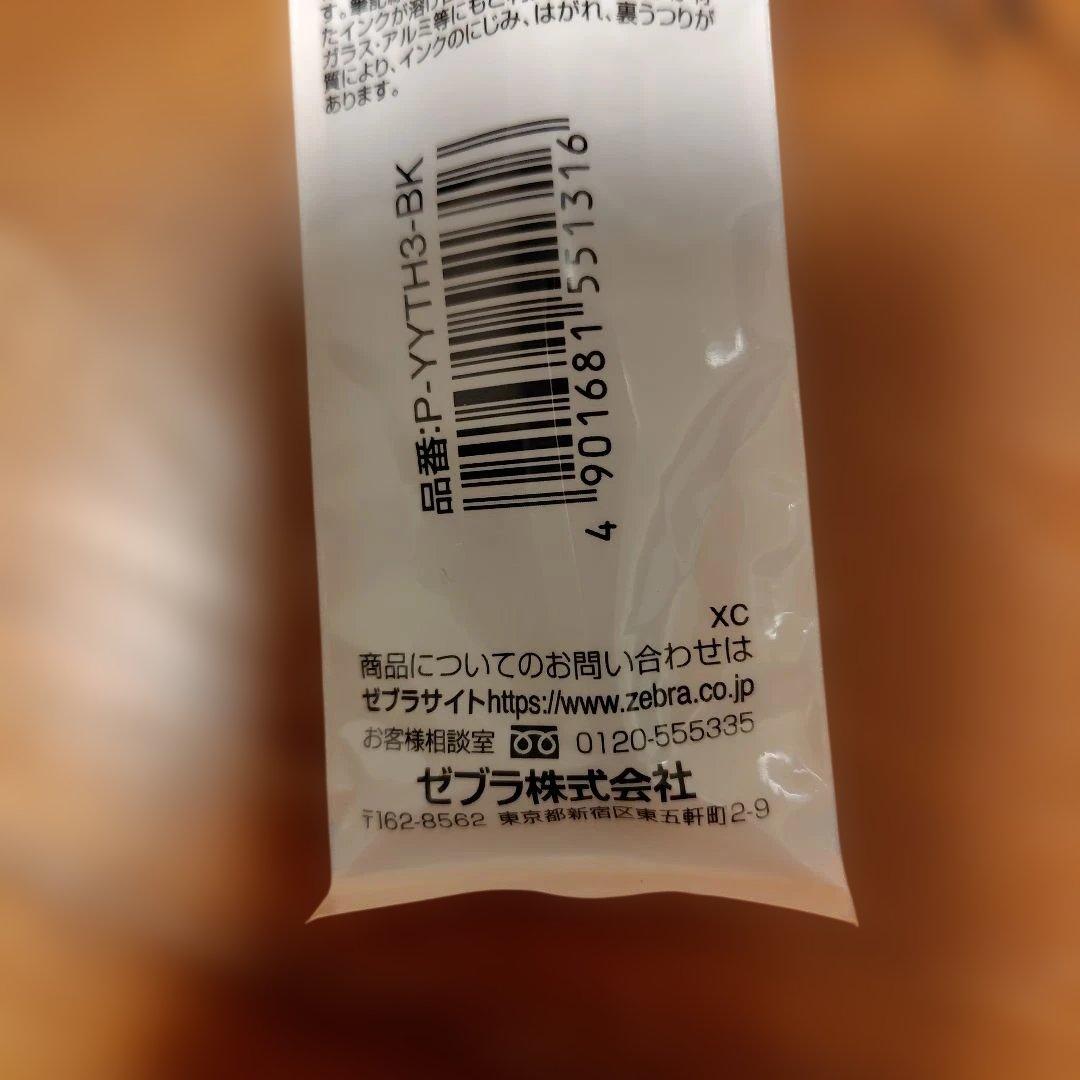 たインクが溶け
ガラス・アルミ等にも
質により、インクのにじみ、はがれ、裏うつりが
あります。
品番:P-YYTH3-BK
4 901681 551316
XC
商品についてのお問い合わせは
ゼブラサイトhttps://www.zebra.co.jp
お客様相談室 0120-555335
ゼブラ株式会社
〒162-8562 東京都新宿区東五軒町2-9